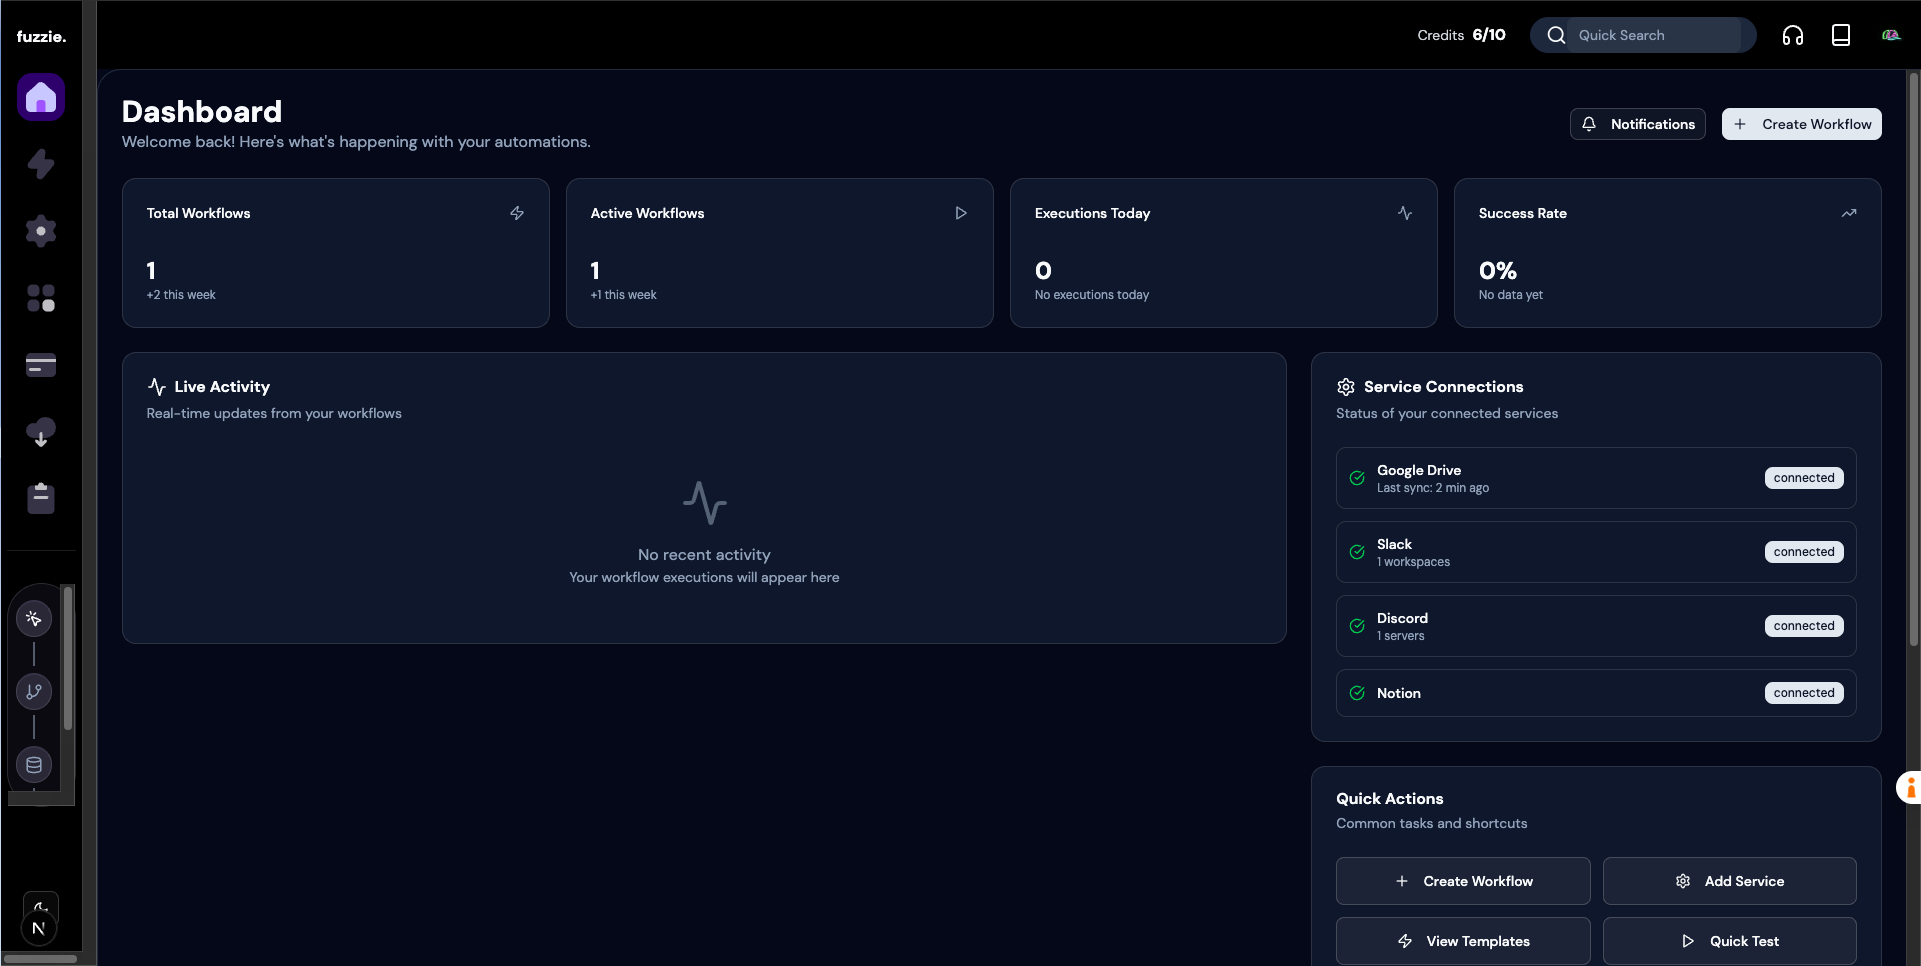 fuzzie.
Credits 6/10
Quick Search
Dashboard
Welcome back! Here's what's happening with your automations.
Notifications
Create Workflow
Total Workflows
1
+2 this week
Active Workflows
1
+1 this week
Executions Today
0
No executions today
Success Rate
0%
No data yet
Live Activity
Real-time updates from your workflows
No recent activity
Your workflow executions will appear here
Service Connections
Status of your connected services
Google Drive
Last sync: 2 min ago
connected
Slack
1 workspaces
connected
Discord
1 servers
connected
Notion
connected
Quick Actions
Common tasks and shortcuts
Create Workflow
Add Service
View Templates
Quick Test
N